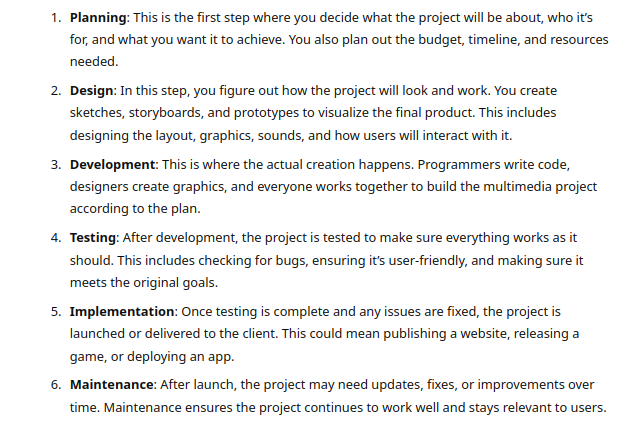 1. Planning: This is the first step where you decide what the project will be about, who it’s
for, and what you want it to achieve. You also plan out the budget, timeline, and resources
needed.
2. Design: In this step, you figure out how the project will look and work. You create
sketches, storyboards, and prototypes to visualize the final product. This includes
designing the layout, graphics, sounds, and how users will interact with it.
3. Development: This is where the actual creation happens. Programmers write code,
designers create graphics, and everyone works together to build the multimedia project
according to the plan.
4. Testing: After development, the project is tested to make sure everything works as it
should. This includes checking for bugs, ensuring it’s user-friendly, and making sure it
meets the original goals.
5. Implementation: Once testing is complete and any issues are fixed, the project is
launched or delivered to the client. This could mean publishing a website, releasing a
game, or deploying an app.
6. Maintenance: After launch, the project may need updates, fixes, or improvements over
time. Maintenance ensures the project continues to work well and stays relevant to users.